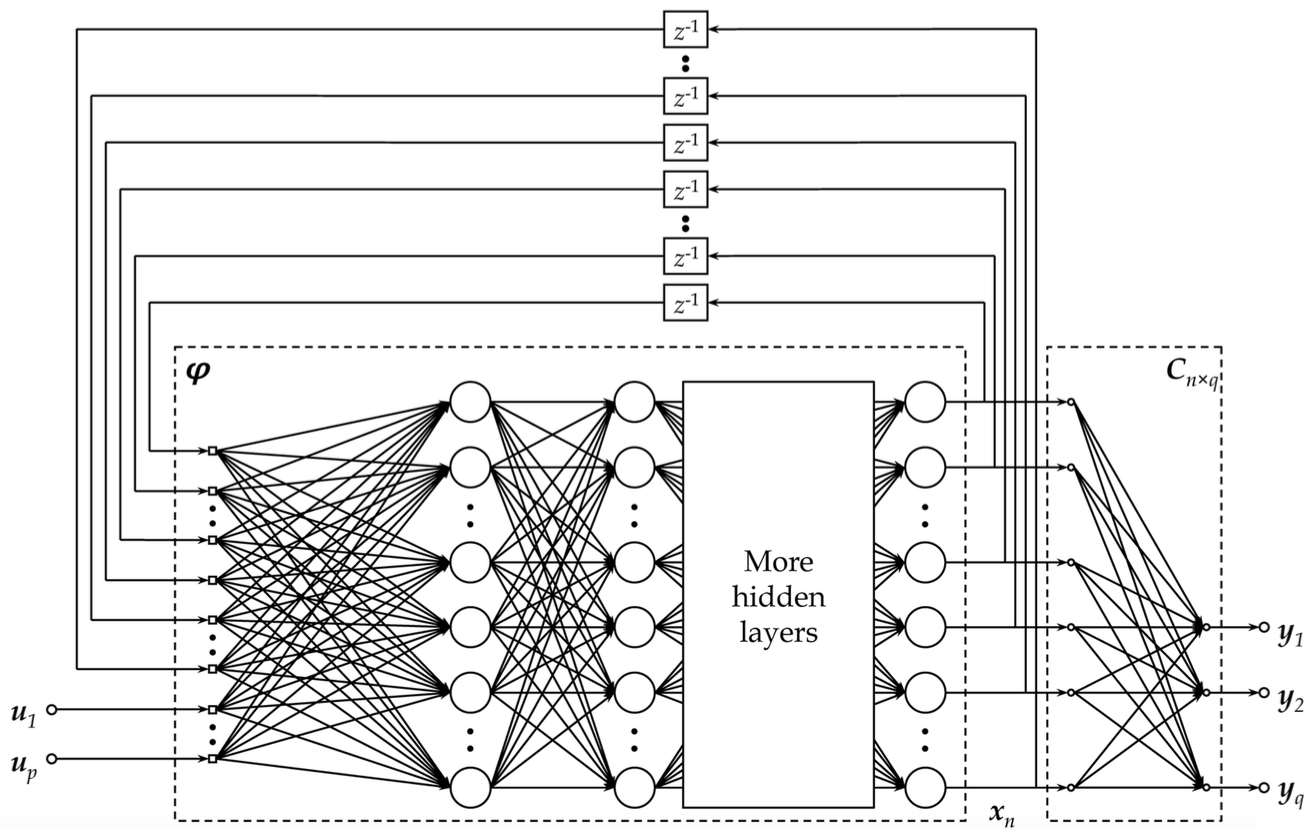 z-1
z-1
z-1
z-1
z-1
z-1
φ
Cn×q
More
hidden
layers
y1
y2
u1
up
yq
xn